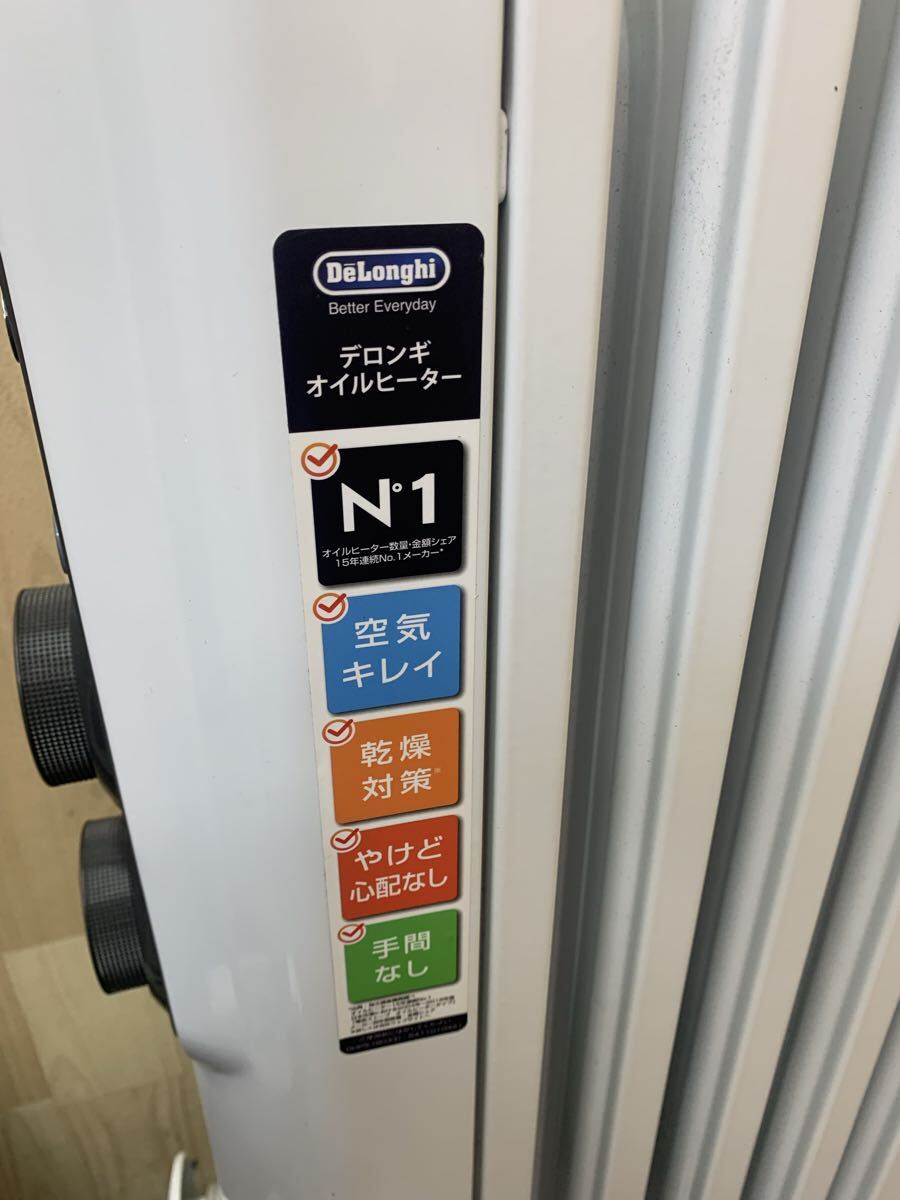 DēLonghi
Better Everyday
デロンギ
オイルヒーター
N°1
オイルヒーター数量・金額シェア
15年連続No.1メーカー*
空気
キレイ
乾燥
対策※
やけど
心配なし
手間
なし